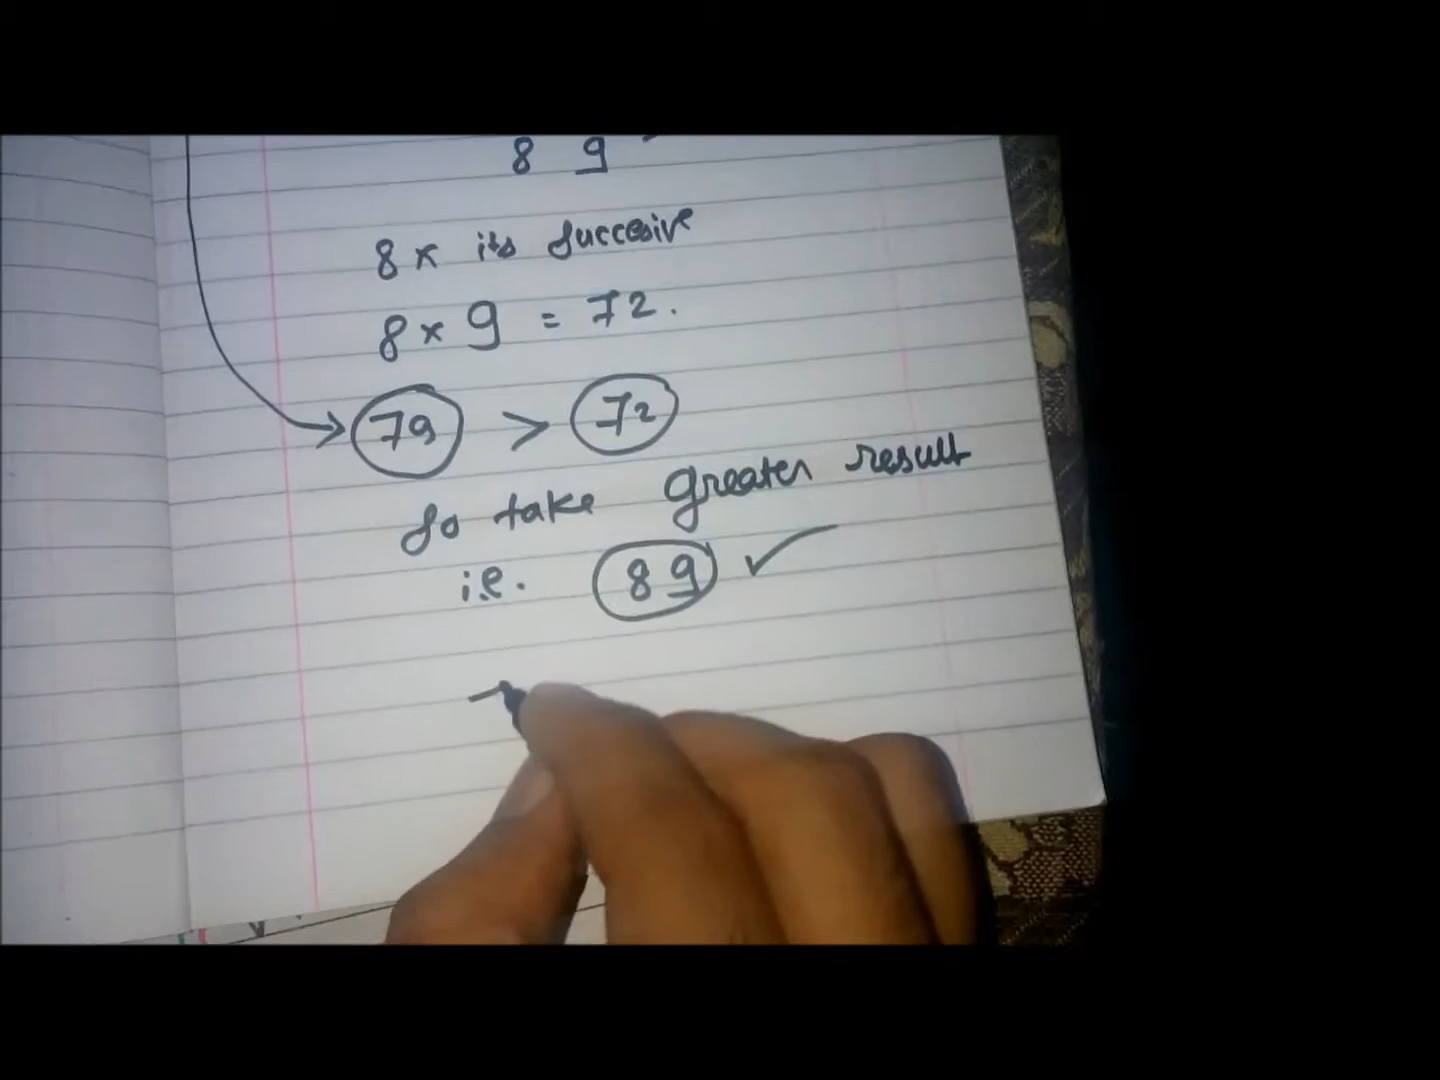 8 9
8 × its succesive
8 × 9 = 72.
79 > 72
So take greater result
i.e. 89 ✓